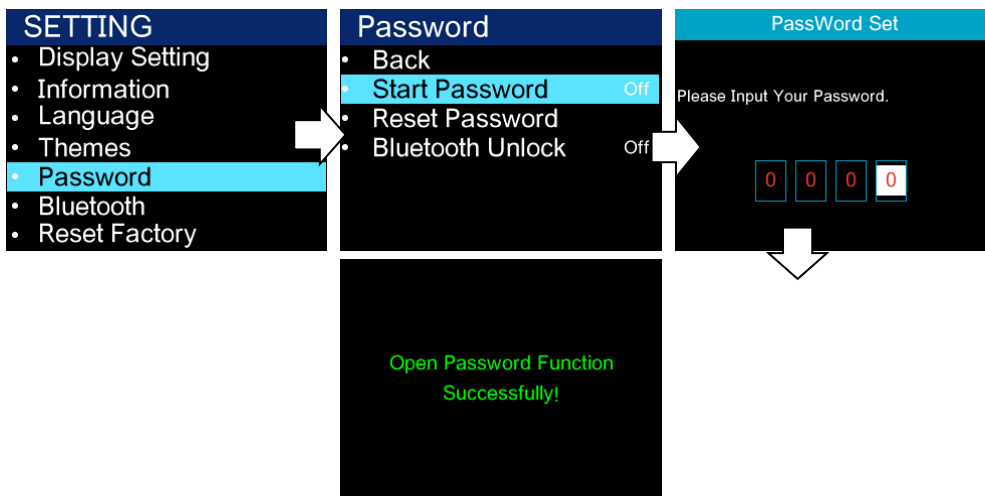 SETTING
• Display Setting
• Information
• Language
• Themes
• Password
• Bluetooth
• Reset Factory
Password
• Back
• Start Password Off
• Reset Password
• Bluetooth Unlock Off
PassWord Set
Please Input Your Password.
0 0 0 0
Open Password Function
Successfully!